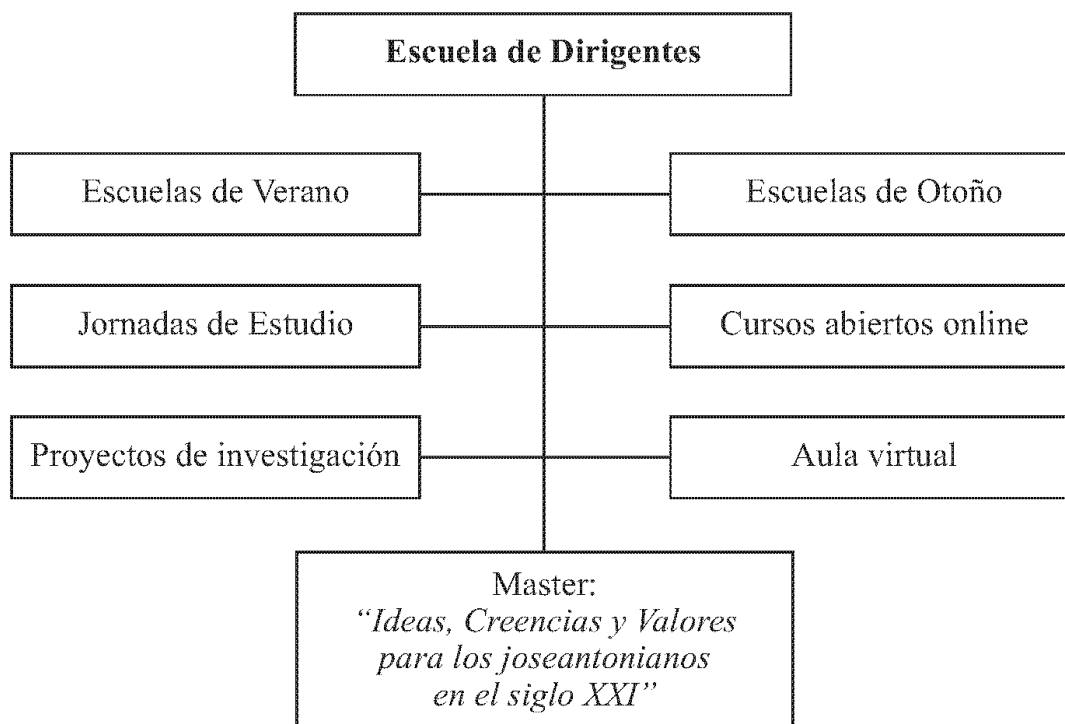 Escuela de Dirigentes
Escuelas de Verano
Escuelas de Otoño
Jornadas de Estudio
Cursos abiertos online
Proyectos de investigación
Aula virtual
Master:
“Ideas, Creencias y Valores
para los joseantonianos
en el siglo XXI”